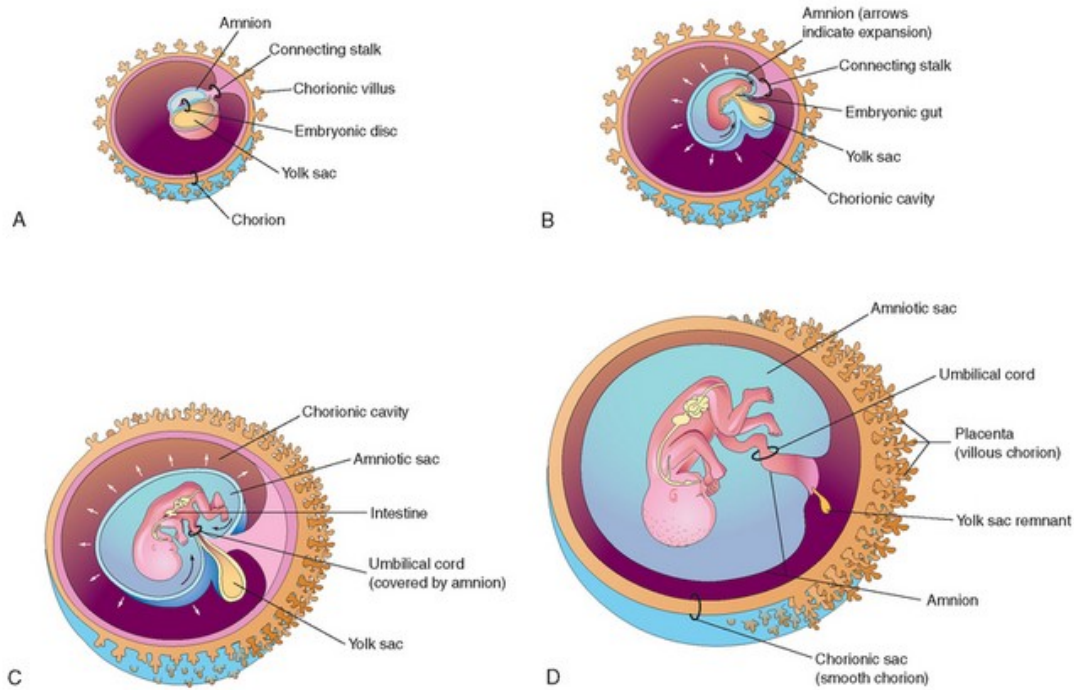 Amnion
Connecting stalk
Chorionic villus
Embryonic disc
Yolk sac
Chorion
A
Amnion (arrows
indicate expansion)
Connecting stalk
Embryonic gut
Yolk sac
Chorionic cavity
B
Chorionic cavity
Amniotic sac
Intestine
Umbilical cord
(covered by amnion)
Yolk sac
C
Amniotic sac
Umbilical cord
Placenta
(villous chorion)
Yolk sac remnant
Amnion
Chorionic sac
(smooth chorion)
D